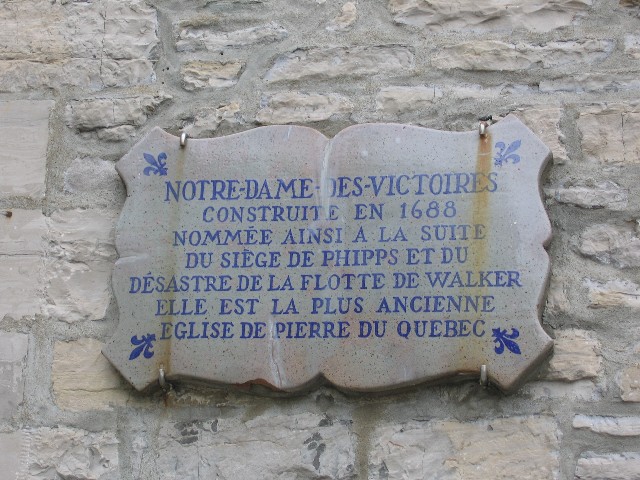 NOTRE-DAME-DES-VICTOIRES
CONSTRUITE EN 1688
NOMMÉE AINSI A LA SUITE
DU SIÈGE DE PHIPPS ET DU
DÉSASTRE DE LA FLOTTE DE WALKER
ELLE EST LA PLUS ANCIENNE
EGLISE DE PIERRE DU QUEBEC